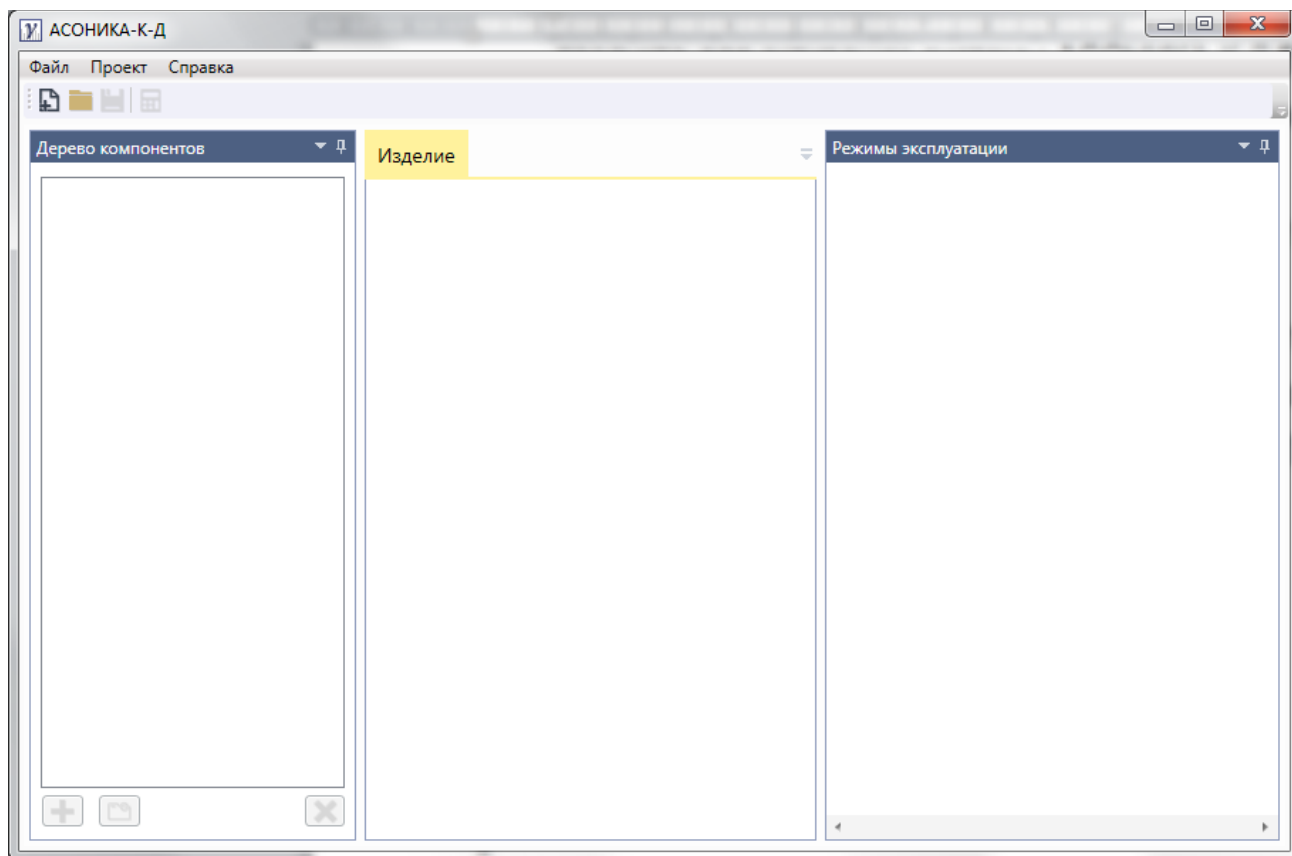 γ АСОНИКА-К-Д
Файл Проект Справка
Дерево компонентов
Изделие
Режимы эксплуатации